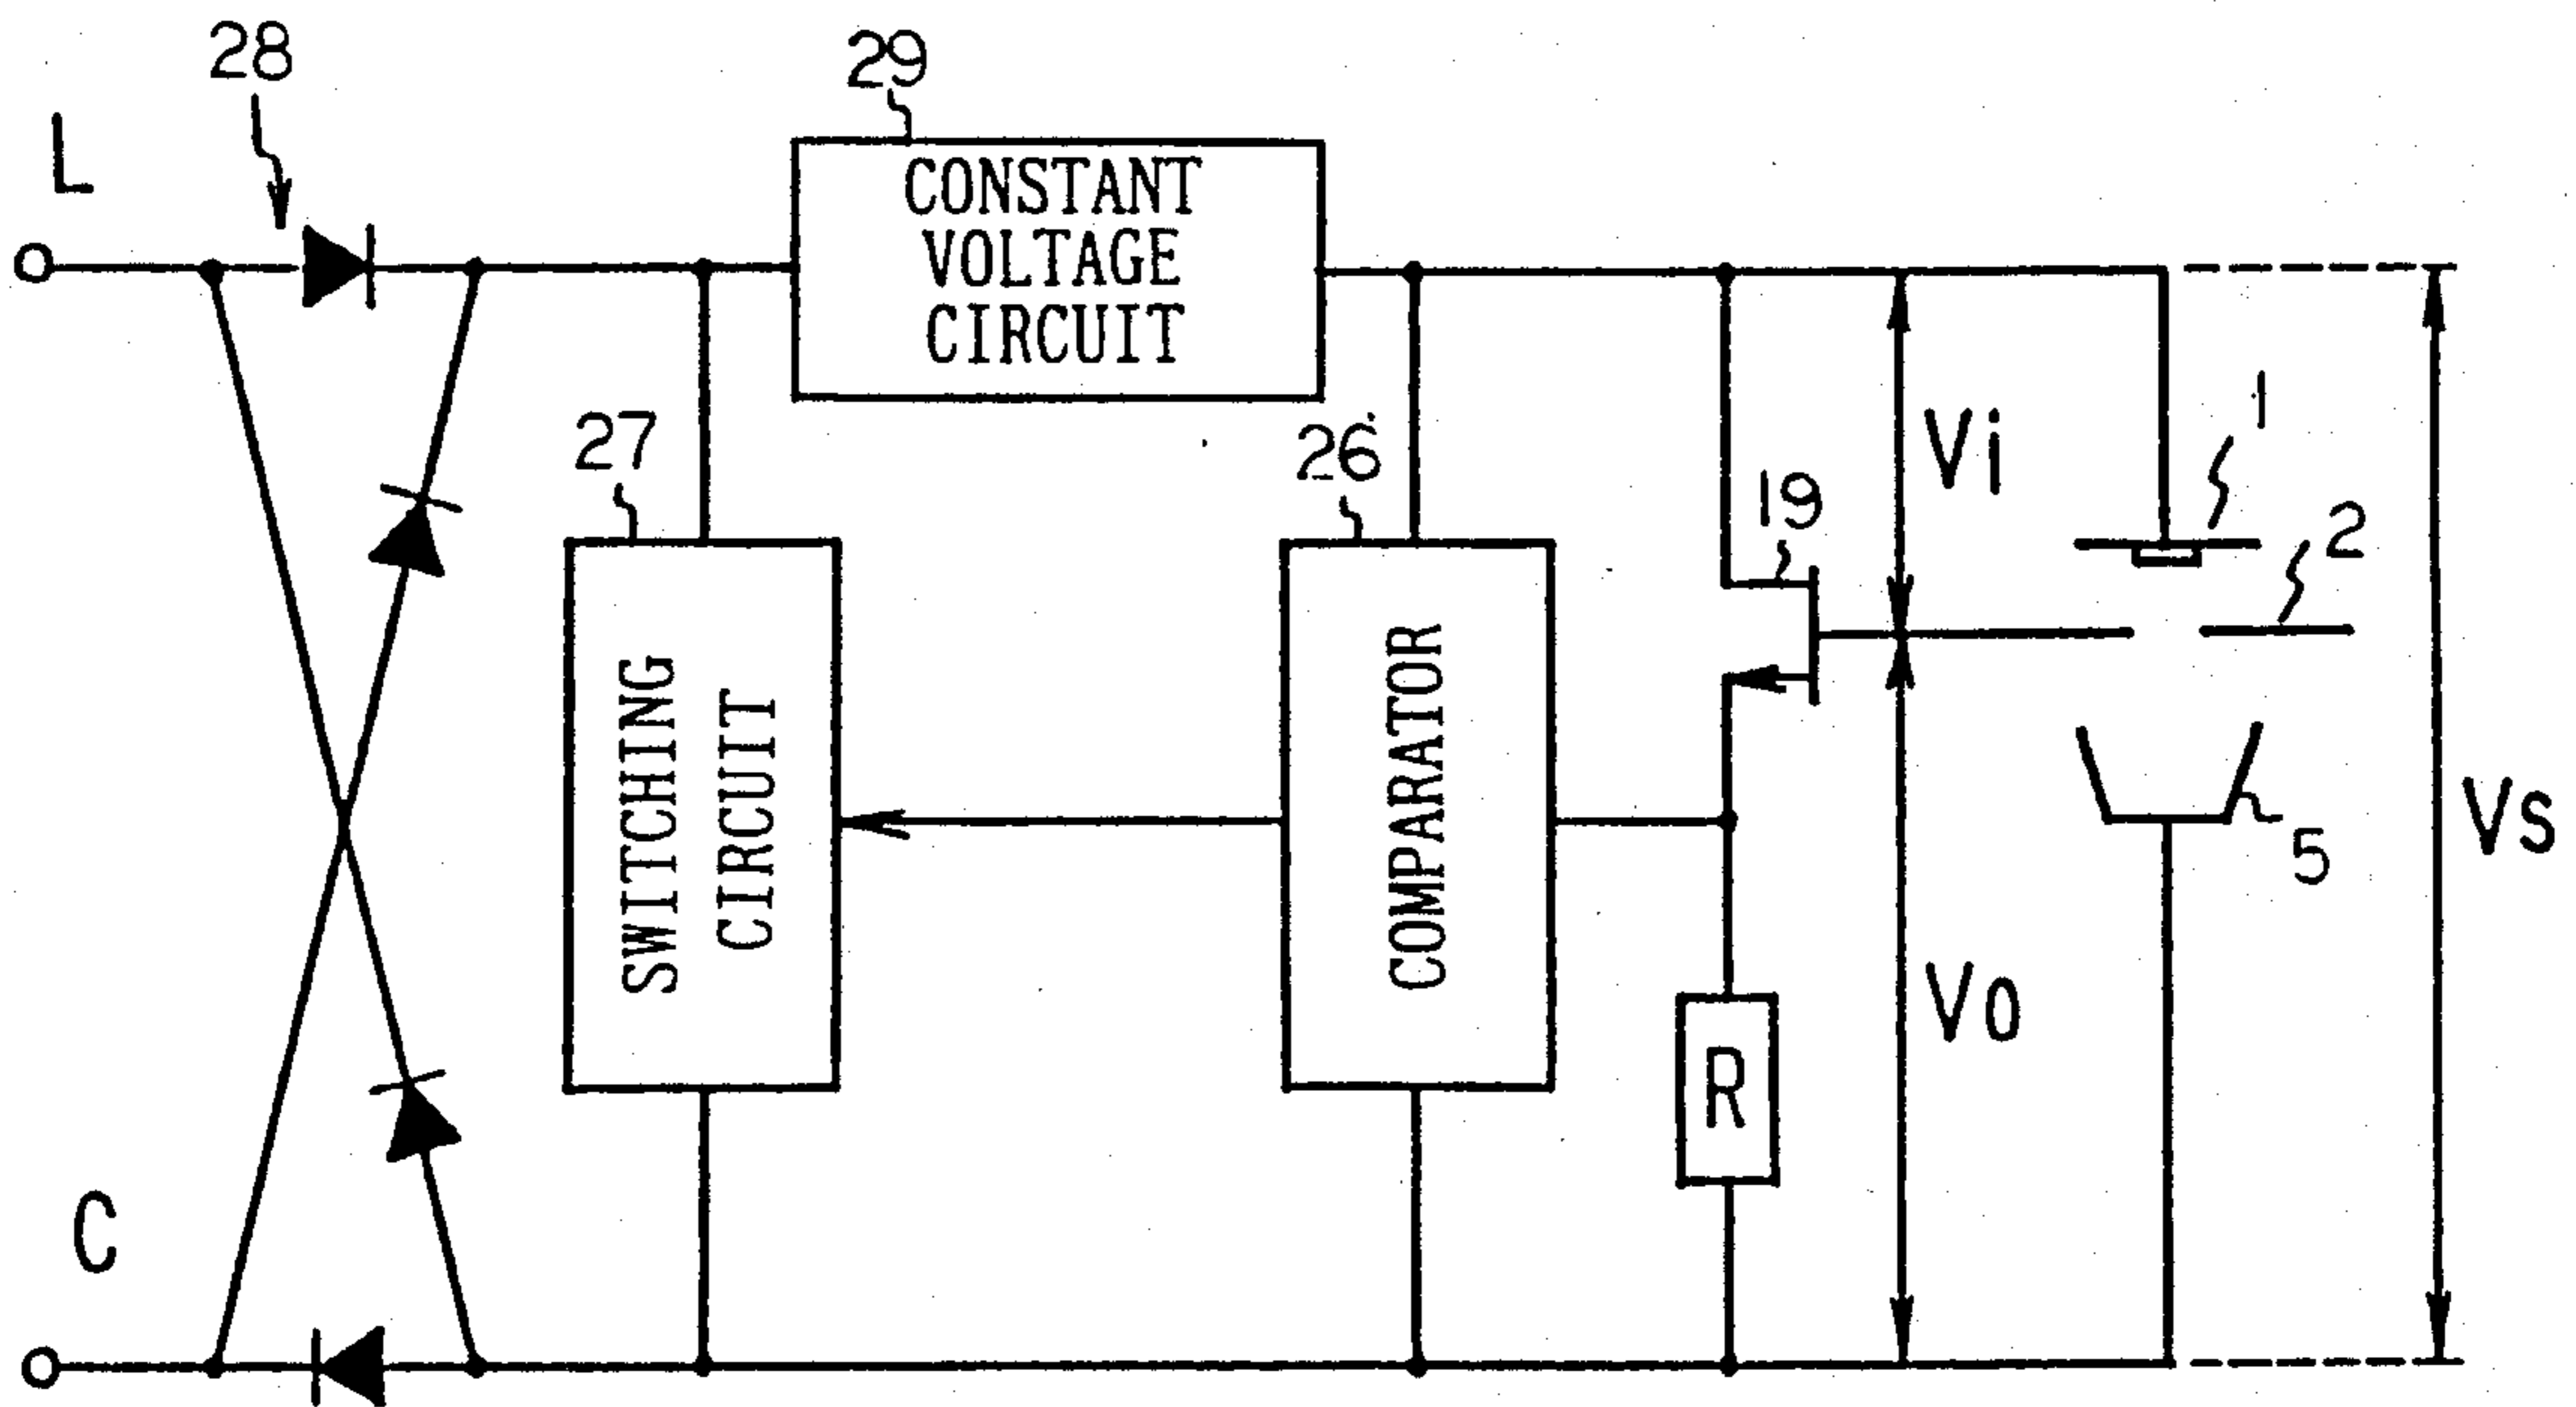 28
29
L
CONSTANT
VOLTAGE
CIRCUIT
27
26
19
Vi
1
2
SWITCHING
CIRCUIT
COMPARATOR
5
Vs
Vo
R
C